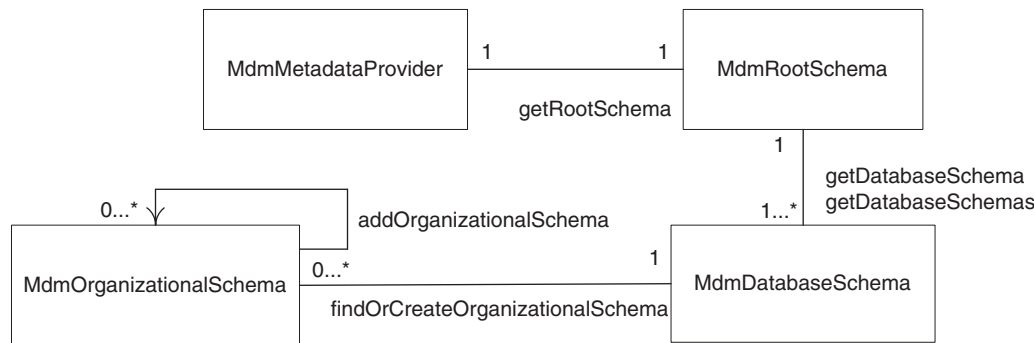 MdmMetadataProvider
1
1
MdmRootSchema
getRootSchema
1
getDatabaseSchema
getDatabaseSchemas
1...*
0...*
addOrganizationalSchema
MdmOrganizationalSchema
0...*
1
MdmDatabaseSchema
findOrCreateOrganizationalSchema